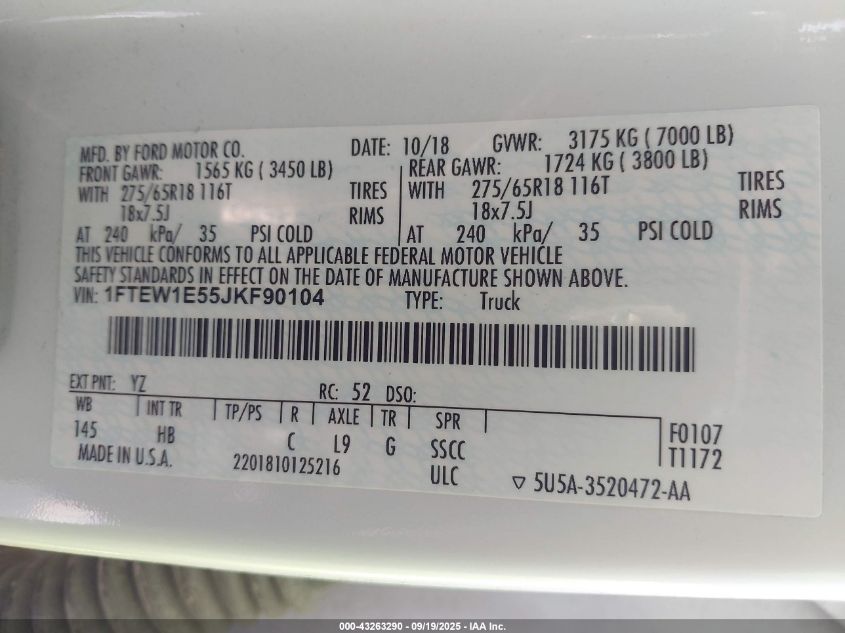 MFD. BY FORD MOTOR CO. DATE: 10/18 GVWR: 3175 KG ( 7000 LB)
FRONT GAWR: 1565 KG ( 3450 LB) REAR GAWR: 1724 KG ( 3800 LB)
WITH 275/65R18 116T TIRES WITH 275/65R18 116T TIRES
18x7.5J RIMS 18x7.5J RIMS
AT 240 kPa/ 35 PSI COLD AT 240 kPa/ 35 PSI COLD
THIS VEHICLE CONFORMS TO ALL APPLICABLE FEDERAL MOTOR VEHICLE
SAFETY STANDARDS IN EFFECT ON THE DATE OF MANUFACTURE SHOWN ABOVE.
VIN: 1FTEW1E55JKF90104 TYPE: Truck
EXT PNT: YZ RC: 52 DSO:
WB INT TR TP/PS R AXLE TR SPR
145 HB C L9 G SSCC F0107
ULC T1172
MADE IN U.S.A. 2201810125216 ▽ 5U5A-3520472-AA
000-43263290 - 09/19/2025 - IAA Inc.